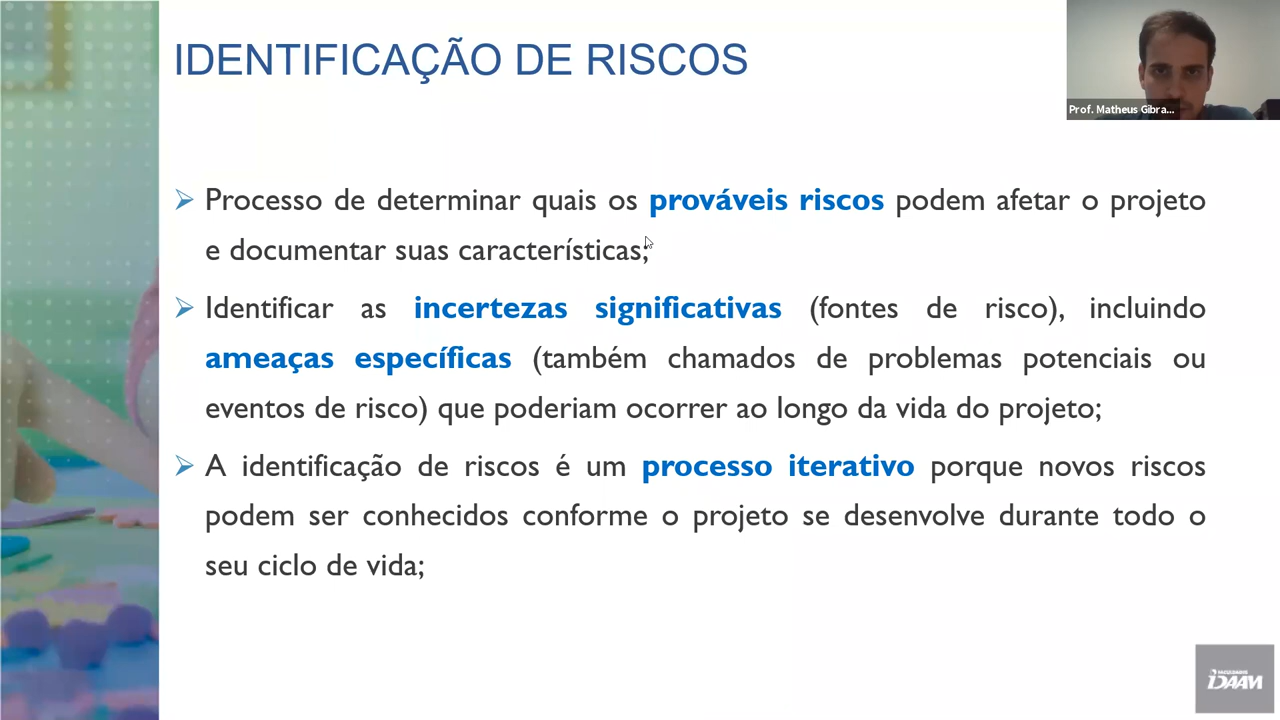 IDENTIFICAÇÃO DE RISCOS
Prof. Matheus Gibra...
Processo de determinar quais os prováveis riscos podem afetar o projeto
e documentar suas características;
Identificar as incertezas significativas (fontes de risco), incluindo
ameaças específicas (também chamados de problemas potenciais ou
eventos de risco) que poderiam ocorrer ao longo da vida do projeto;
A identificação de riscos é um processo iterativo porque novos riscos
podem ser conhecidos conforme o projeto se desenvolve durante todo o
seu ciclo de vida;
FACULDADES
IDAAM